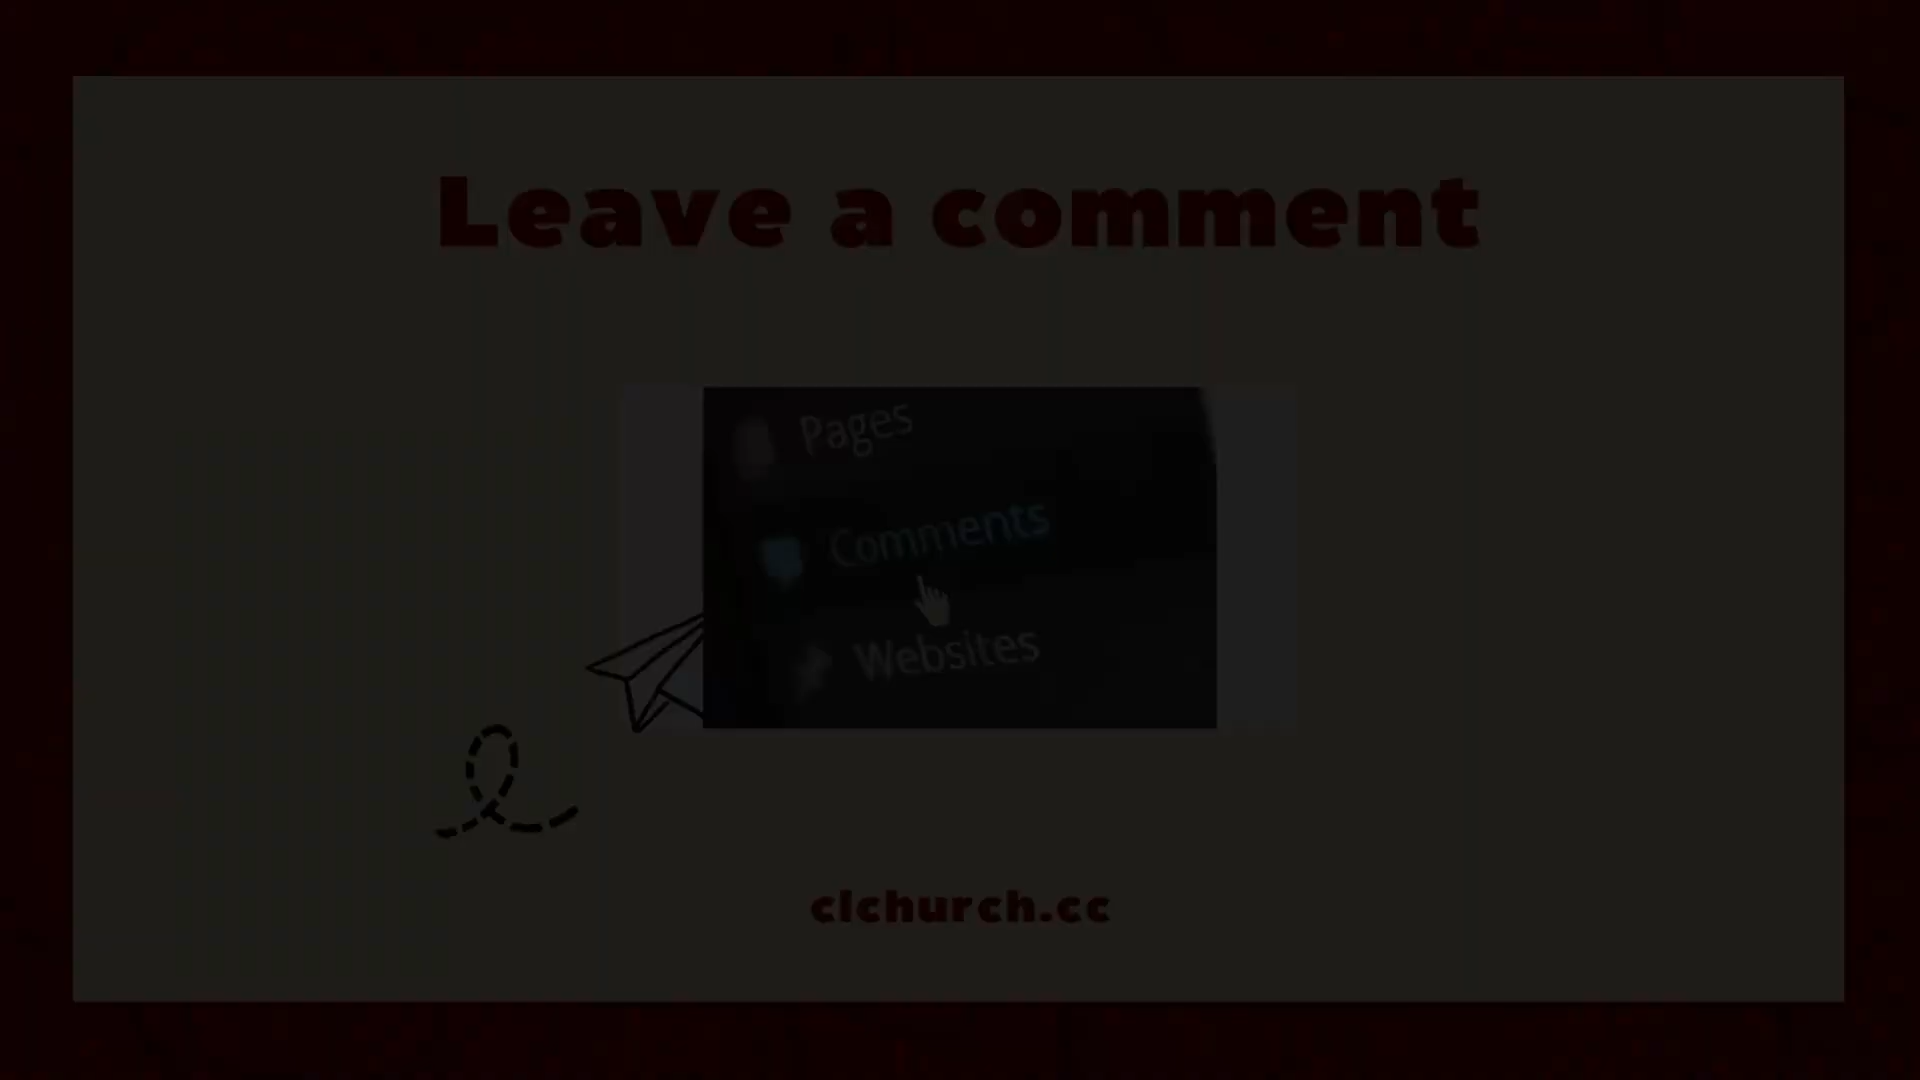 Leave a comment
Pages
Comments
Websites
clchurch.cc